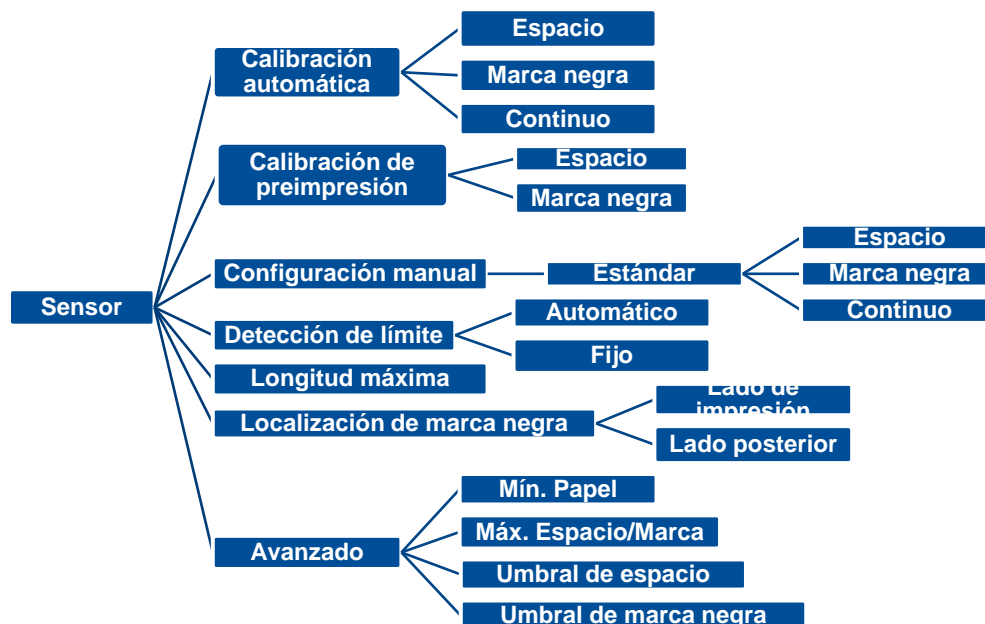 Espacio
Calibración
automática
Marca negra
Continuo
Calibración de
preimpresión
Espacio
Marca negra
Sensor
Configuración manual
Estándar
Espacio
Marca negra
Continuo
Detección de límite
Automático
Fijo
Longitud máxima
Localización de marca negra
Lado de
impresión
Lado posterior
Avanzado
Mín. Papel
Máx. Espacio/Marca
Umbral de espacio
Umbral de marca negra